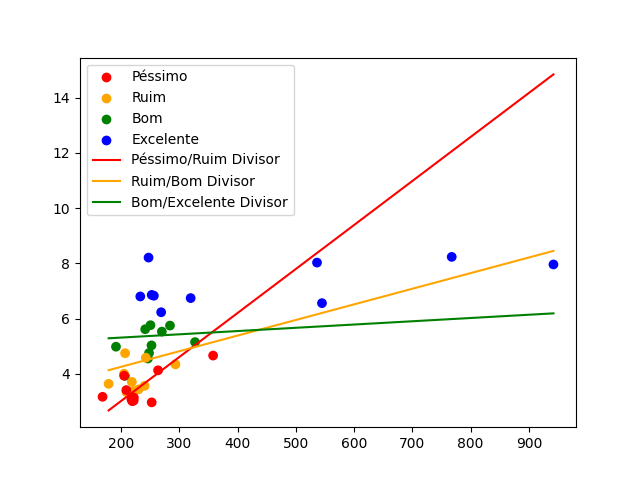 Péssimo
Ruim
Bom
Excelente
Péssimo/Ruim Divisor
Ruim/Bom Divisor
Bom/Excelente Divisor
14
12
10
8
6
4
200 300 400 500 600 700 800 900